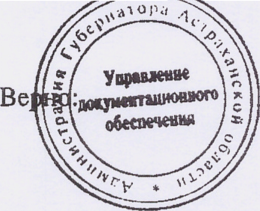 Верно:
Администрация Губернатора Астраханской области *
Управление
документационного
обеспечения